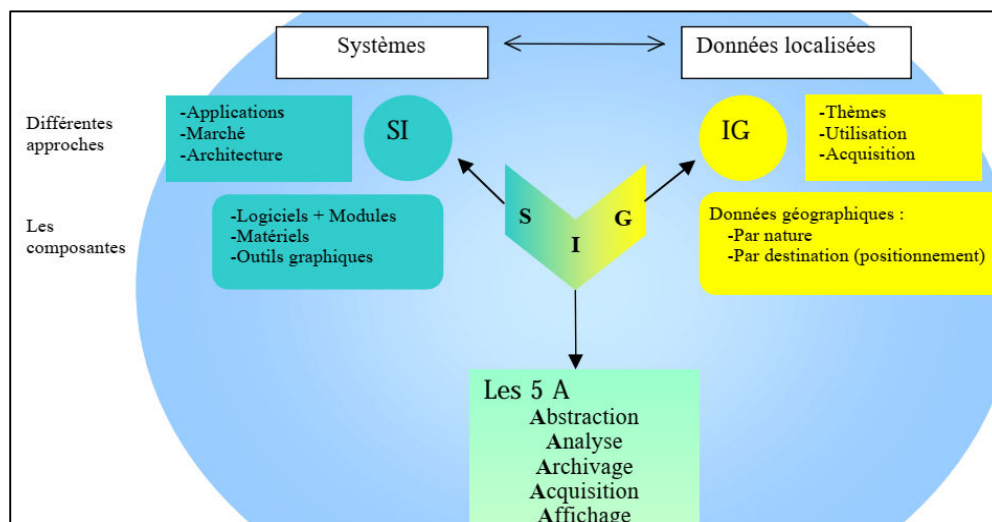 Systèmes
Données localisées
Différentes
approches
-Applications
-Marché
-Architecture
SI
IG
-Thèmes
-Utilisation
-Acquisition
S
I
G
Les
composantes
-Logiciels + Modules
-Matériels
-Outils graphiques
Données géographiques :
-Par nature
-Par destination (positionnement)
Les 5 A
Abstraction
Analyse
Archivage
Acquisition
Affichage